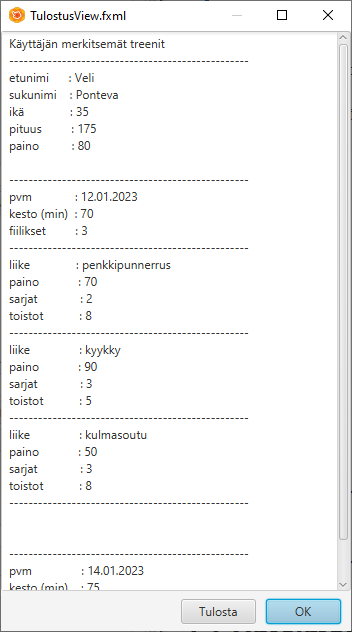 TulostusView.fxml
Käyttäjän merkitsemät treenit
--------------------------------------------------
etunimi : Veli
sukunimi : Ponteva
ikä : 35
pituus : 175
paino : 80
--------------------------------------------------
pvm : 12.01.2023
kesto (min) : 70
fiilikset : 3
--------------------------------------------------
liike : penkkipunnerrus
paino : 70
sarjat : 2
toistot : 8
--------------------------------------------------
liike : kyykky
paino : 90
sarjat : 3
toistot : 5
--------------------------------------------------
liike : kulmasoutu
paino : 50
sarjat : 3
toistot : 8
--------------------------------------------------
--------------------------------------------------
pvm : 14.01.2023
kesto (min) : 75
Tulosta OK